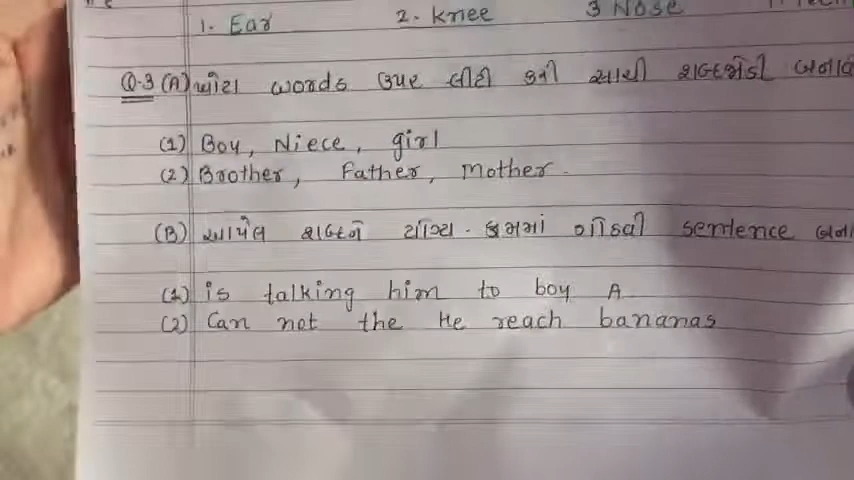 1. Ear 2. knee 3 Nose
Q.3 (A) ખોટા words ઉપર લીટી કરી સાચી શબ્દજોડી બનાવ
(1) Boy, Niece, girl
(2) Brother, Father, Mother.
(B) આપેલ શબ્દને યોગ્ય ક્રમમાં ગોઠવી sentence બના
(1) is talking him to boy A
(2) Can not the He reach bananas